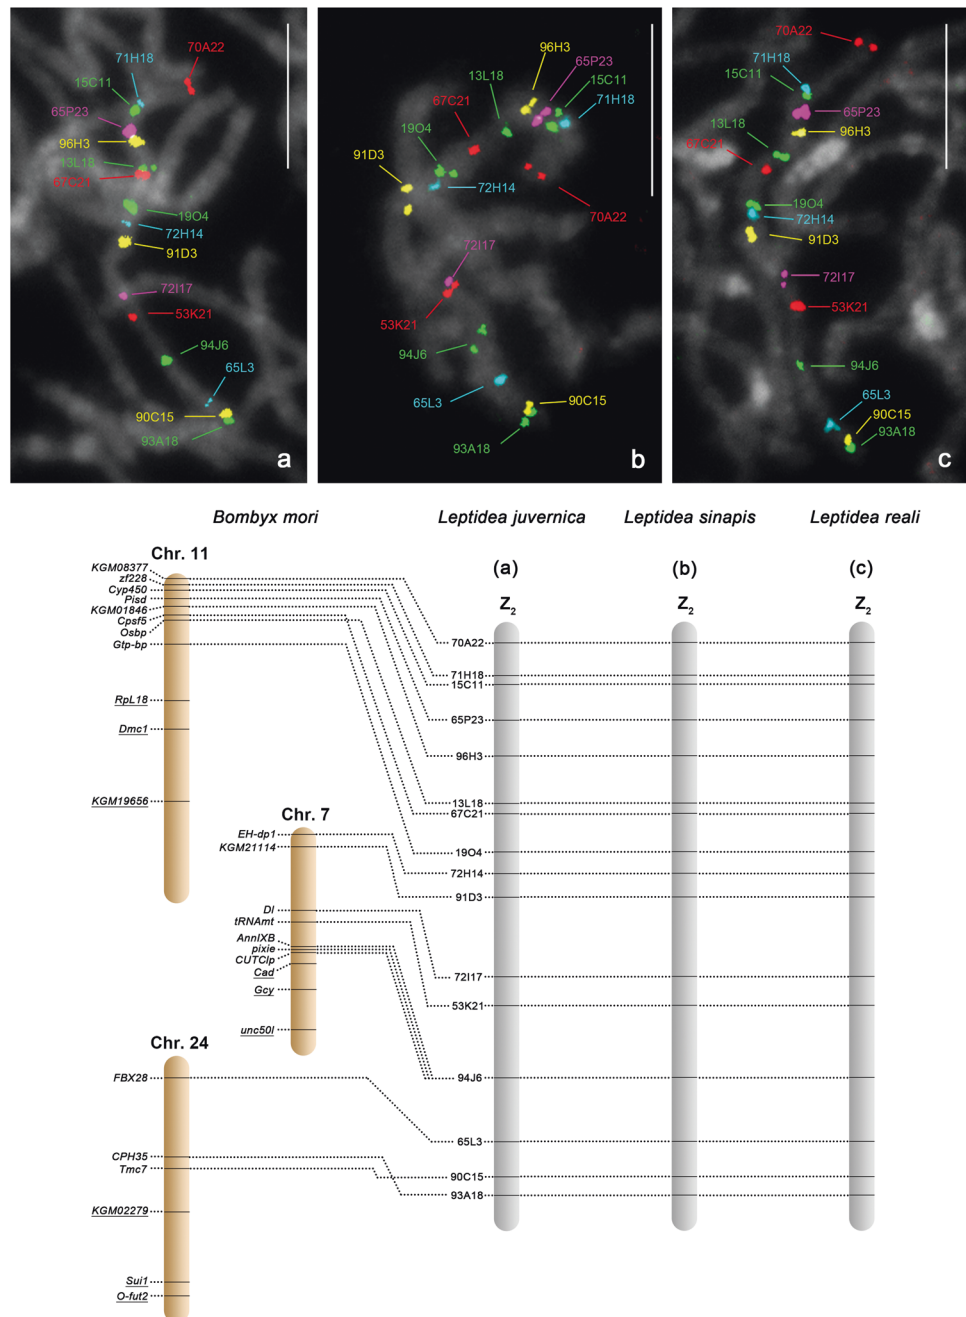 70A22
71H18
15C11
65P23
96H3
13L18
67C21
19O4
72H14
91D3
72I17
53K21
94J6
65L3
90C15
93A18
a
96H3
65P23
13L18
15C11
67C21
71H18
19O4
91D3
72H14
70A22
72I17
53K21
94J6
65L3
90C15
93A18
b
70A22
71H18
15C11
65P23
13L18
96H3
67C21
19O4
72H14
91D3
72I17
53K21
94J6
65L3
90C15
93A18
c
Bombyx mori Leptidea juvernica Leptidea sinapis Leptidea reali
Chr. 11
(a) (b) (c)
Z2 Z2 Z2
KGM08377
zf228
Cyp450
Pisd
KGM01846
Cpsf5
Osbp
Gtp-bp
RpL18
Dmc1
KGM19656
Chr. 7
EH-dp1
KGM21114
Dl
tRNAmt
AnnIXB
pixie
CUTClp
Cad
Gcy
unc50l
Chr. 24
FBX28
CPH35
Tmc7
KGM02279
Sui1
O-fut2
70A22
71H18
15C11
65P23
96H3
13L18
67C21
19O4
72H14
91D3
72I17
53K21
94J6
65L3
90C15
93A18